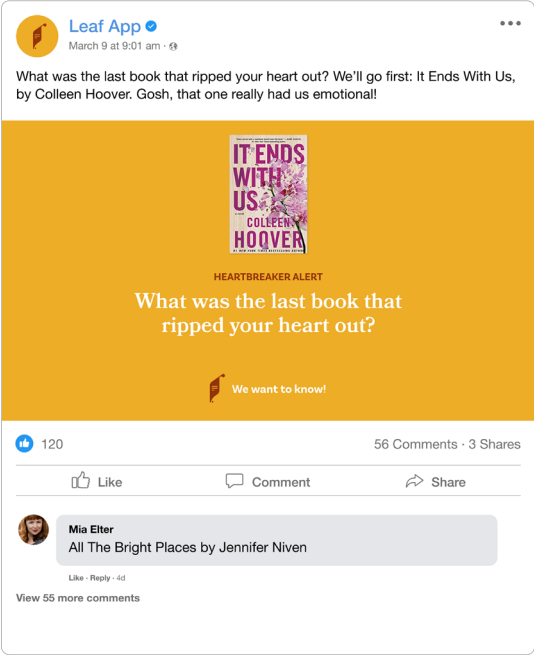 Leaf App
March 9 at 9:01 am ·
What was the last book that ripped your heart out? We’ll go first: It Ends With Us,
by Colleen Hoover. Gosh, that one really had us emotional!
IT ENDS
WITH
US
COLLEEN
HOOVER
HEARTBREAKER ALERT
What was the last book that
ripped your heart out?
We want to know!
120
56 Comments · 3 Shares
Like
Comment
Share
Mia Elter
All The Bright Places by Jennifer Niven
Like · Reply · 4d
View 55 more comments